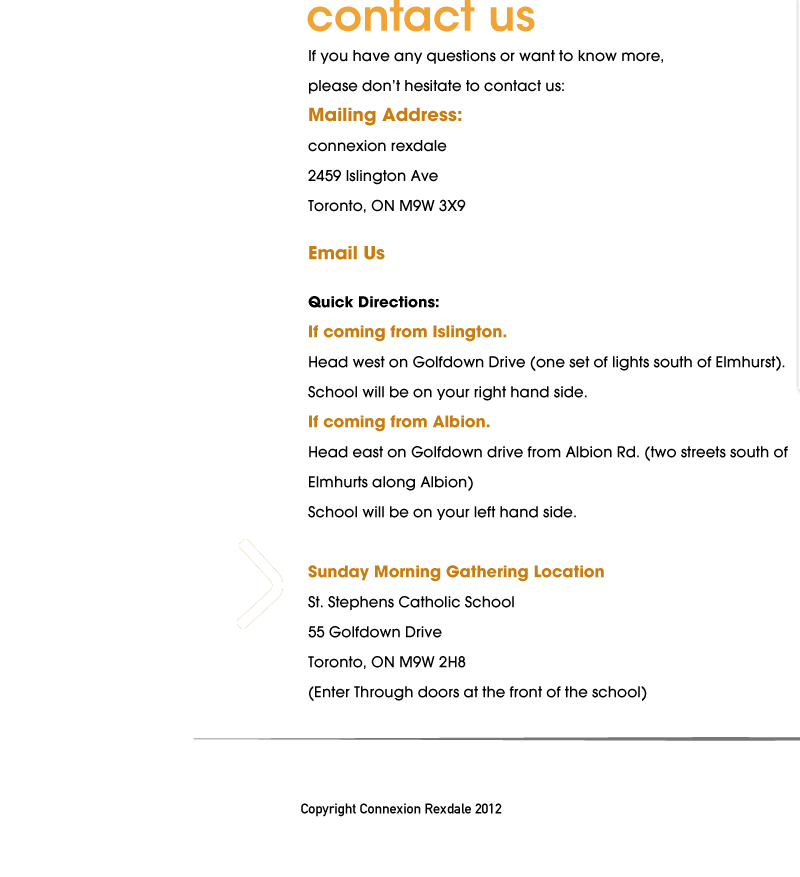 contact us
If you have any questions or want to know more,
please don't hesitate to contact us:
Mailing Address:
connexion rexdale
2459 Islington Ave
Toronto, ON M9W 3X9
Email Us
Quick Directions:
If coming from Islington.
Head west on Golfdown Drive (one set of lights south of Elmhurst).
School will be on your right hand side.
If coming from Albion.
Head east on Golfdown drive from Albion Rd. (two streets south of
Elmhurts along Albion)
School will be on your left hand side.
Sunday Morning Gathering Location
St. Stephens Catholic School
55 Golfdown Drive
Toronto, ON M9W 2H8
(Enter Through doors at the front of the school)
Copyright Connexion Rexdale 2012